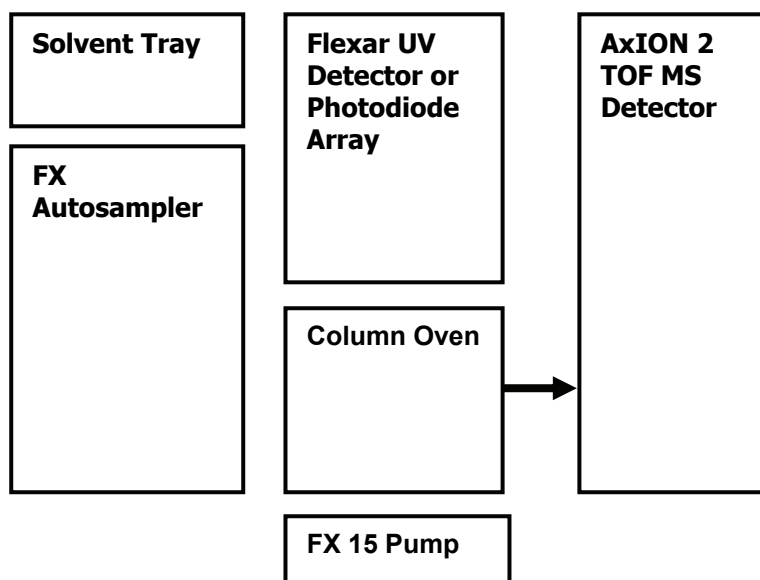 Solvent Tray
FX
Autosampler
Flexar UV
Detector or
Photodiode
Array
Column Oven
FX 15 Pump
AxION 2
TOF MS
Detector